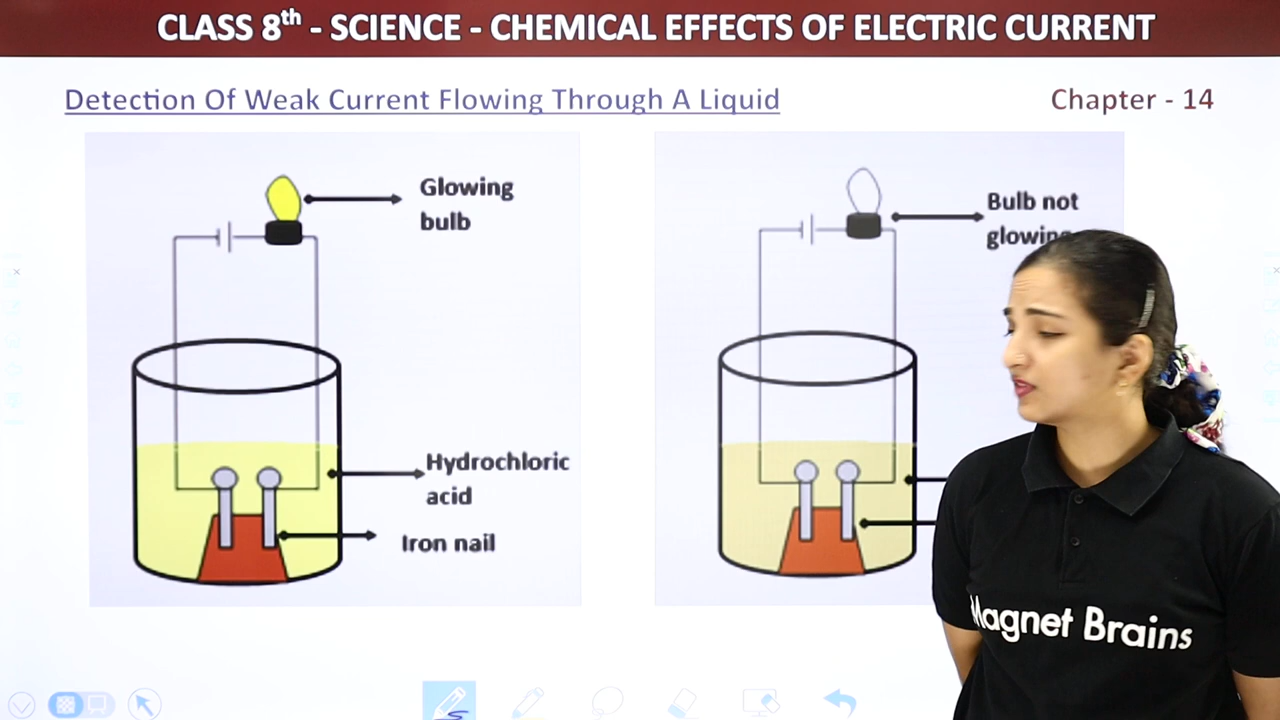 CLASS 8th - SCIENCE - CHEMICAL EFFECTS OF ELECTRIC CURRENT
Detection Of Weak Current Flowing Through A Liquid
Chapter - 14
Glowing
bulb
Hydrochloric
acid
Iron nail
Bulb not
glowing
Magnet Brains